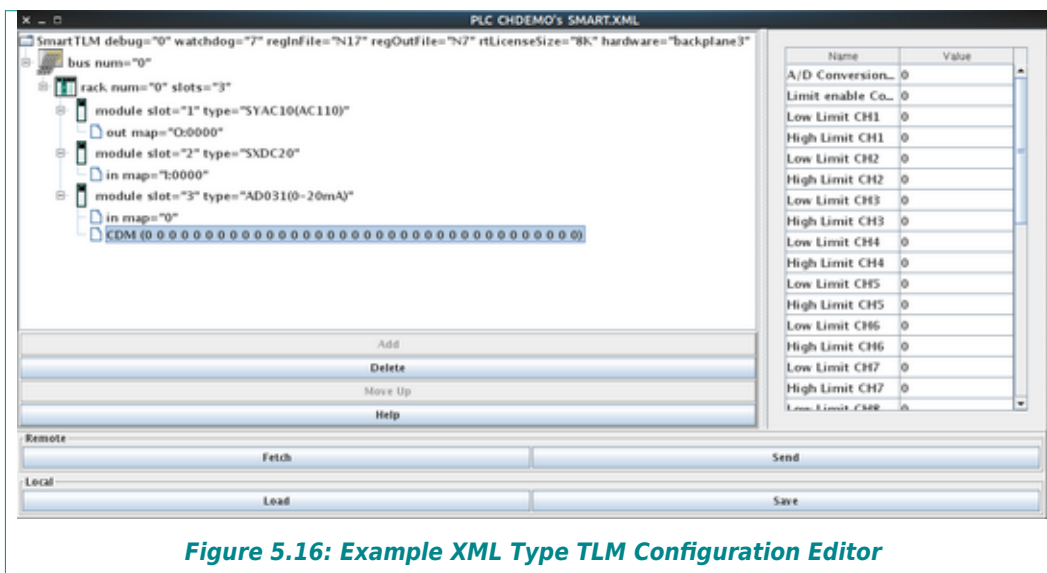 PLC CHDEMO's SMART.XML
SmartTLM debug="0" watchdog="7" regInFile="N17" regOutFile="N7" rtLicenseSize="8K" hardware="backplane3"
bus num="0"
rack num="0" slots="3"
module slot="1" type="SYAC10(AC110)"
out map="O:0000"
module slot="2" type="SXDC20"
in map="I:0000"
module slot="3" type="AD031(0-20mA)"
in map="0"
CDM (0 0 0 0 0 0 0 0 0 0 0 0 0 0 0 0 0 0 0 0 0 0 0 0 0 0 0 0 0 0 0 0 0 0 0 0 0 0)
Add
Delete
Move Up
Help
Name Value
A/D Conversion... 0
Limit enable Co... 0
Low Limit CH1 0
High Limit CH1 0
Low Limit CH2 0
High Limit CH2 0
Low Limit CH3 0
High Limit CH3 0
Low Limit CH4 0
High Limit CH4 0
Low Limit CH5 0
High Limit CH5 0
Low Limit CH6 0
High Limit CH6 0
Low Limit CH7 0
High Limit CH7 0
Low Limit CH8 0
Remote
Fetch Send
Local
Load Save
Figure 5.16: Example XML Type TLM Configuration Editor